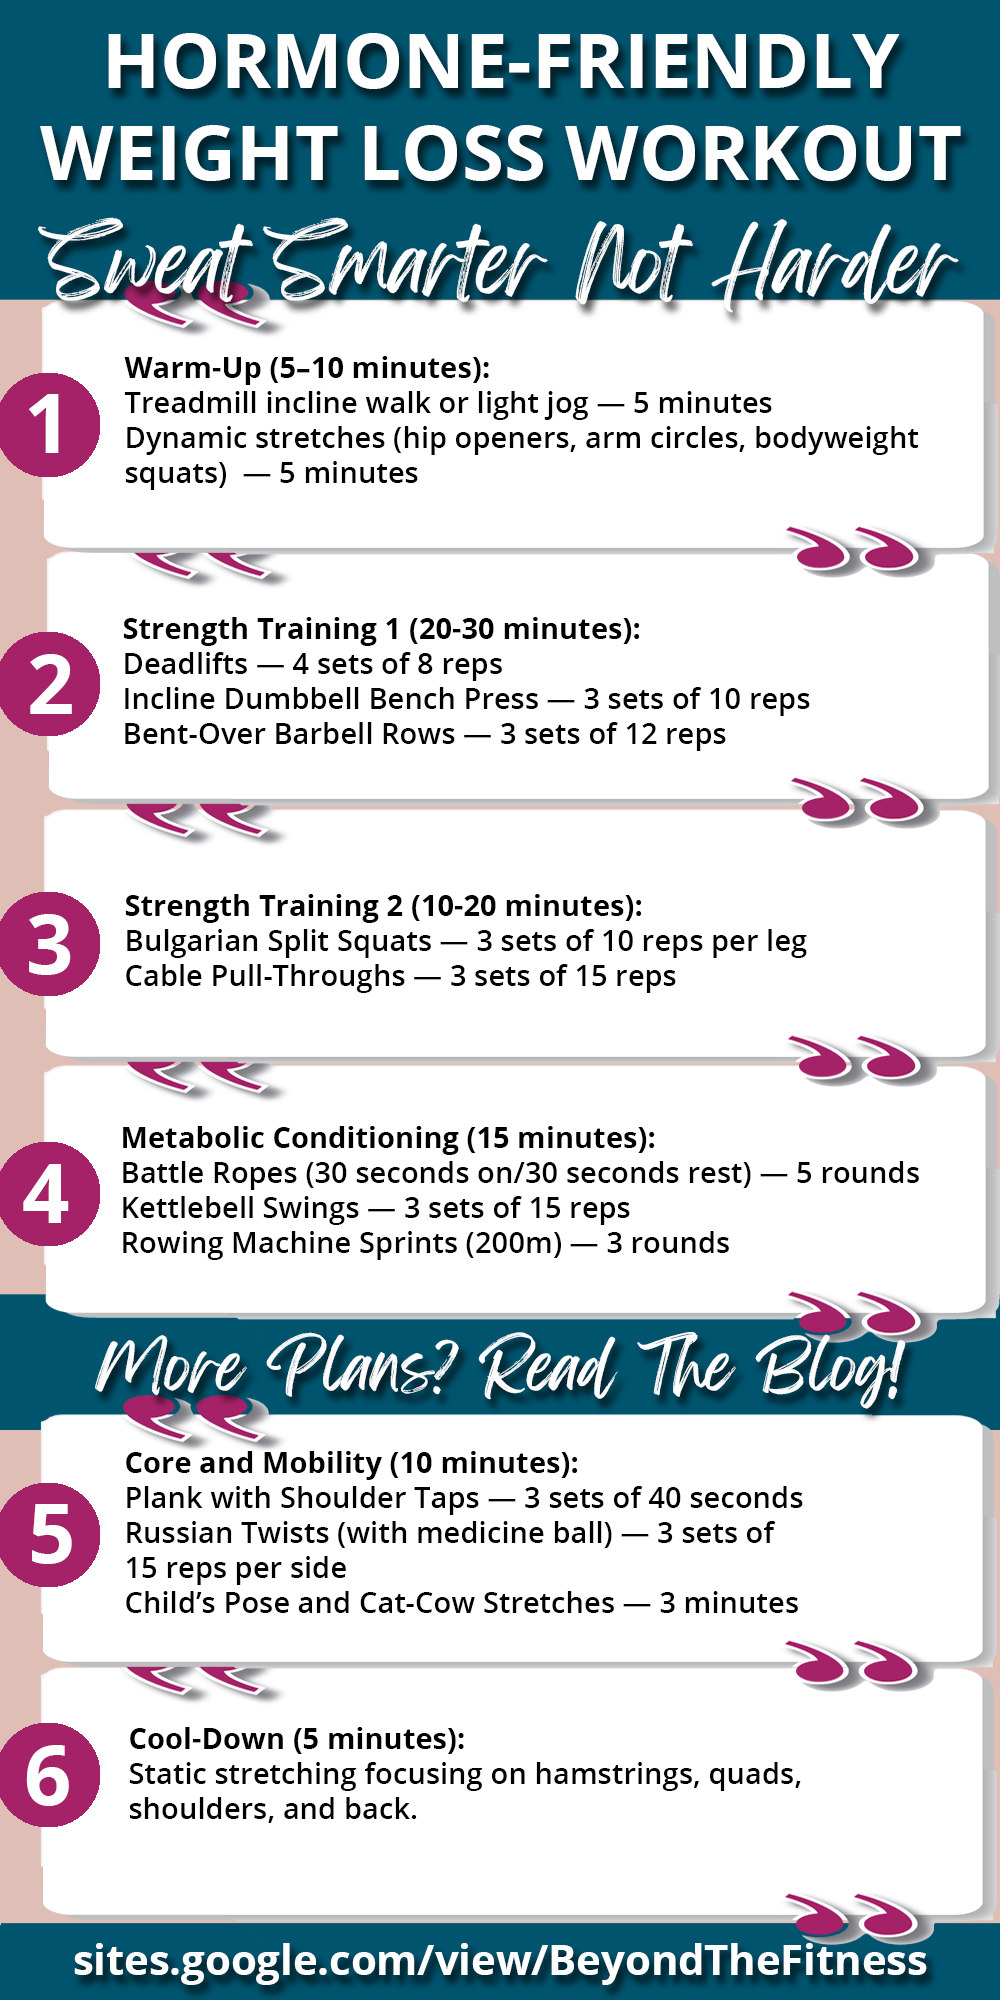 HORMONE-FRIENDLY
WEIGHT LOSS WORKOUT
Sweat Smarter Not Harder
1
Warm-Up (5–10 minutes):
Treadmill incline walk or light jog — 5 minutes
Dynamic stretches (hip openers, arm circles, bodyweight
squats)  — 5 minutes
2
Strength Training 1 (20-30 minutes):
Deadlifts — 4 sets of 8 reps
Incline Dumbbell Bench Press — 3 sets of 10 reps
Bent-Over Barbell Rows — 3 sets of 12 reps
3
Strength Training 2 (10-20 minutes):
Bulgarian Split Squats — 3 sets of 10 reps per leg
Cable Pull-Throughs — 3 sets of 15 reps
4
Metabolic Conditioning (15 minutes):
Battle Ropes (30 seconds on/30 seconds rest) — 5 rounds
Kettlebell Swings — 3 sets of 15 reps
Rowing Machine Sprints (200m) — 3 rounds
More Plans? Read The Blog!
5
Core and Mobility (10 minutes):
Plank with Shoulder Taps — 3 sets of 40 seconds
Russian Twists (with medicine ball) — 3 sets of
15 reps per side
Child’s Pose and Cat-Cow Stretches — 3 minutes
6
Cool-Down (5 minutes):
Static stretching focusing on hamstrings, quads,
shoulders, and back.
sites.google.com/view/BeyondTheFitness